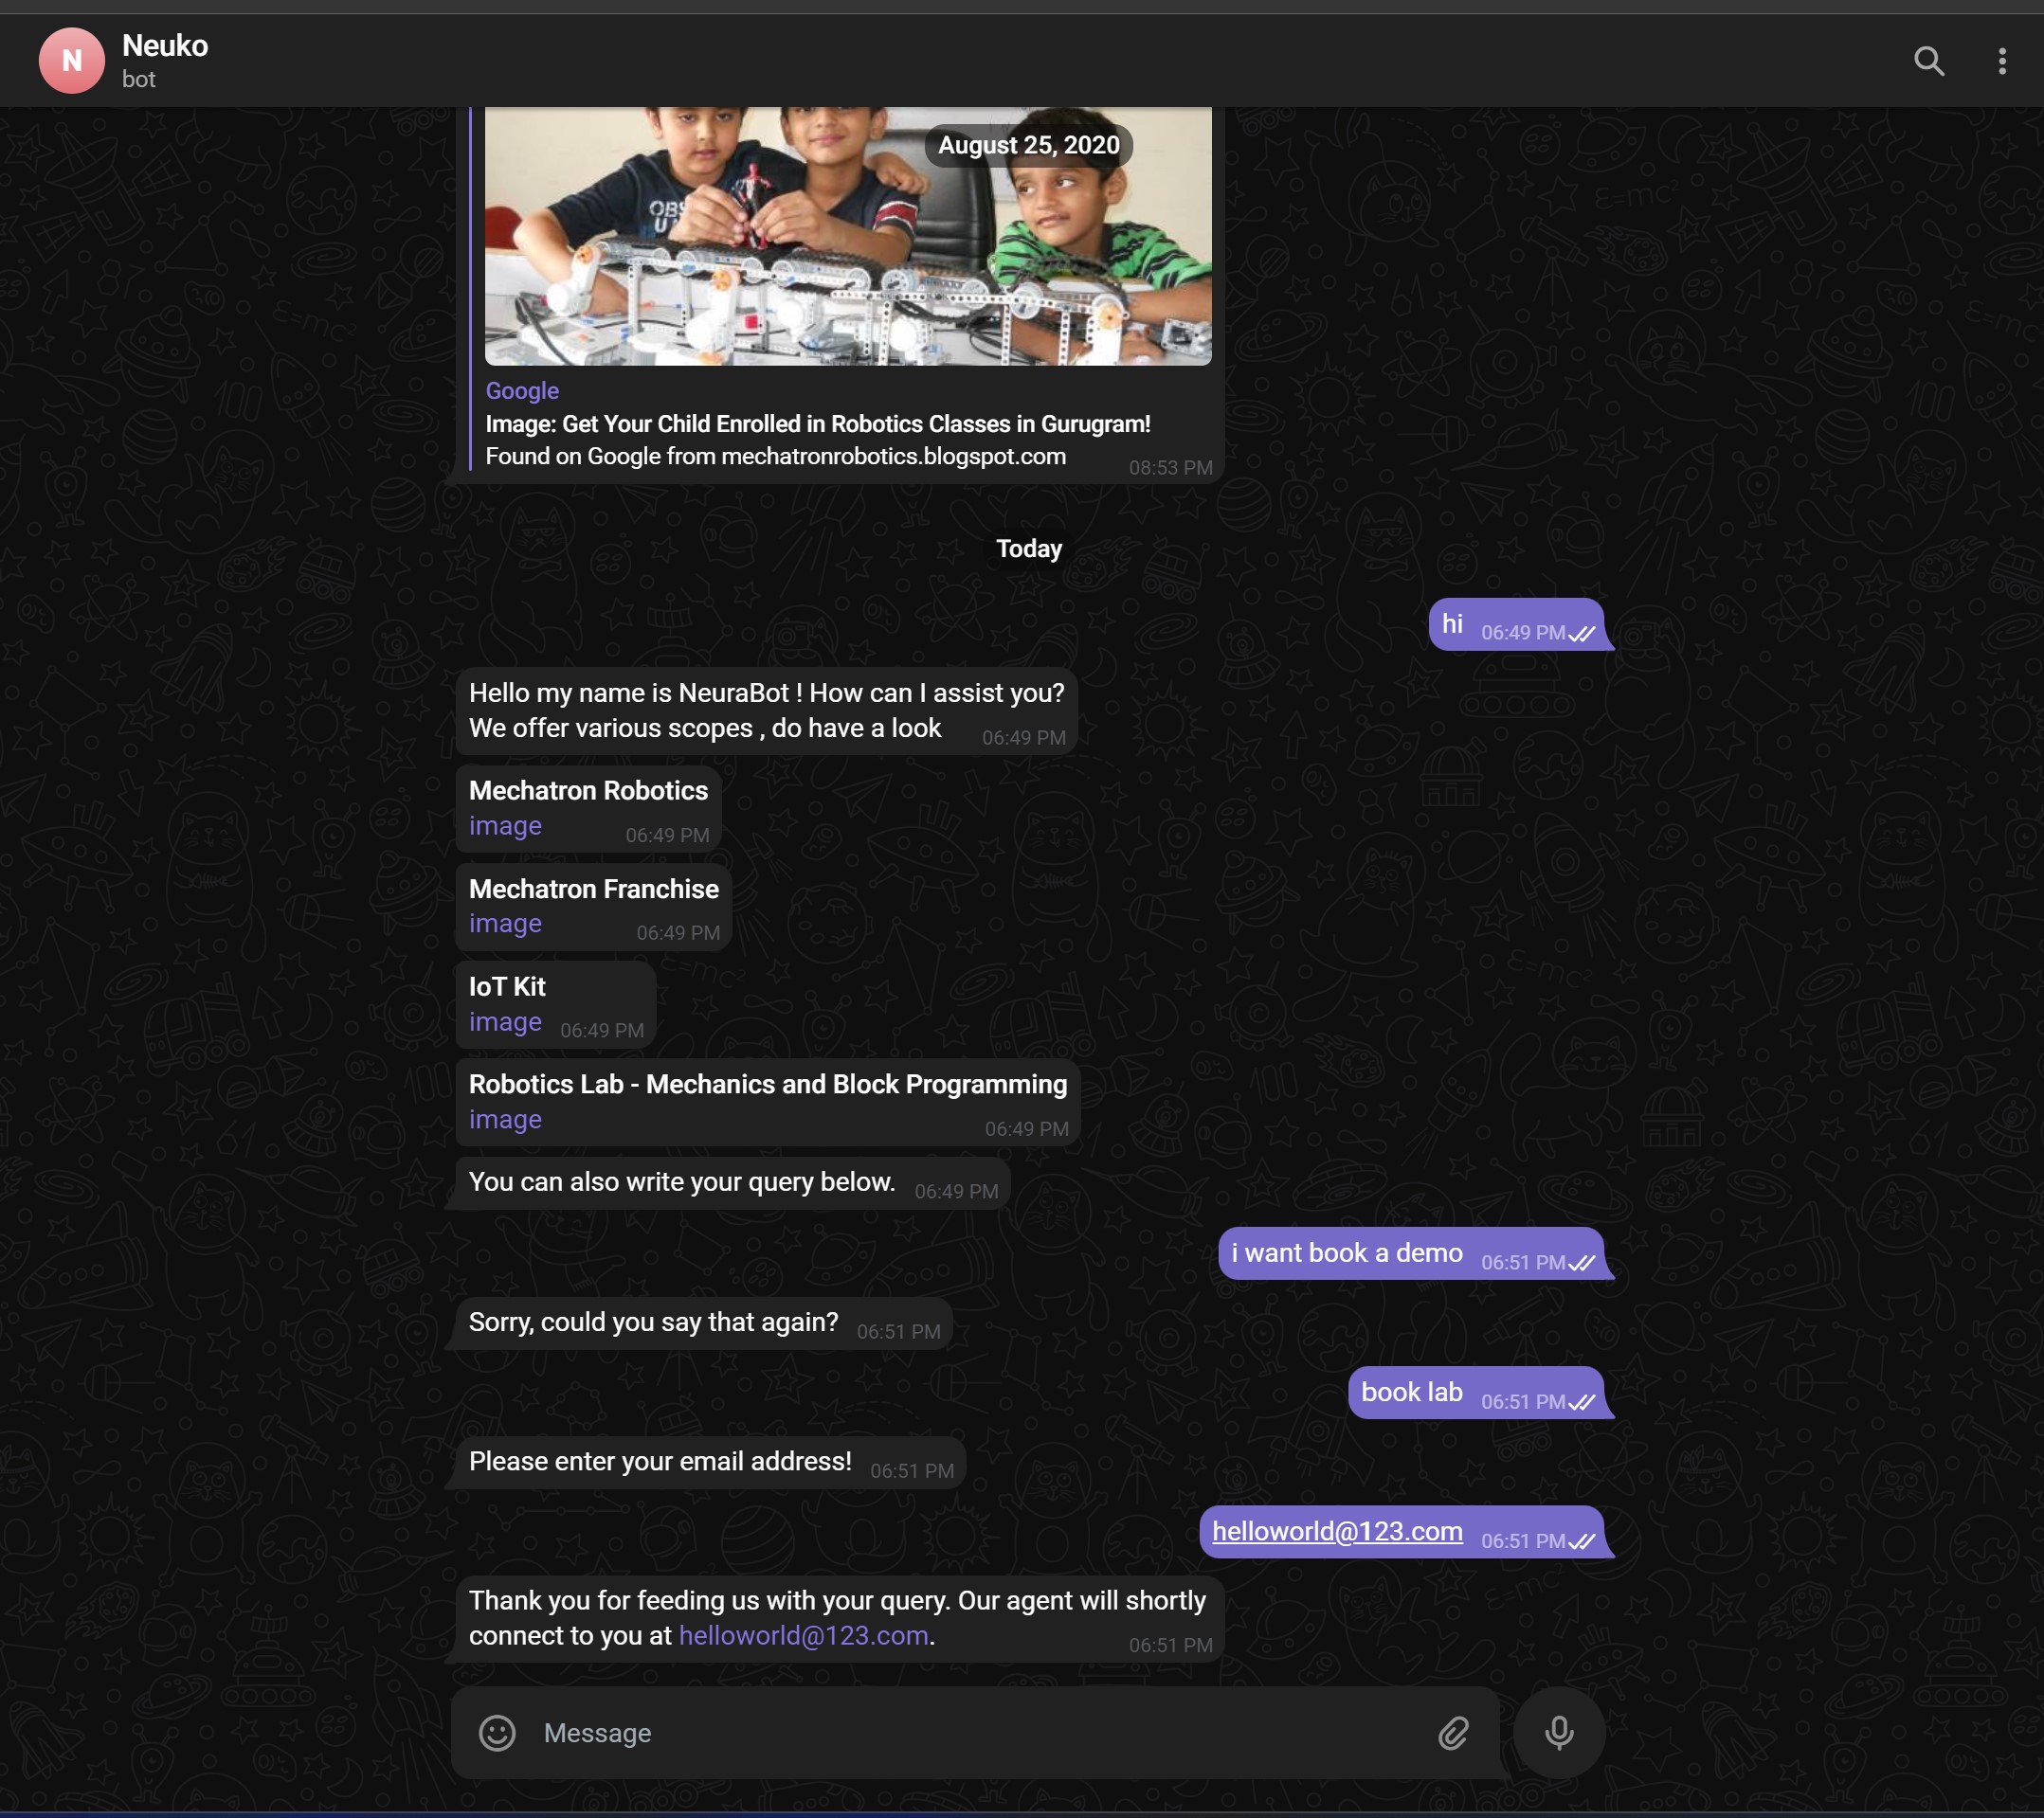 N
Neuko
bot
August 25, 2020
OBS
U
Google
Image: Get Your Child Enrolled in Robotics Classes in Gurugram!
Found on Google from mechatronrobotics.blogspot.com
08:53 PM
Today
hi 06:49 PM
Hello my name is NeuraBot ! How can I assist you?
We offer various scopes , do have a look 06:49 PM
Mechatron Robotics
image 06:49 PM
Mechatron Franchise
image 06:49 PM
IoT Kit
image 06:49 PM
Robotics Lab - Mechanics and Block Programming
image 06:49 PM
You can also write your query below. 06:49 PM
i want book a demo 06:51 PM
Sorry, could you say that again? 06:51 PM
book lab 06:51 PM
Please enter your email address! 06:51 PM
helloworld@123.com 06:51 PM
Thank you for feeding us with your query. Our agent will shortly
connect to you at helloworld@123.com. 06:51 PM
Message